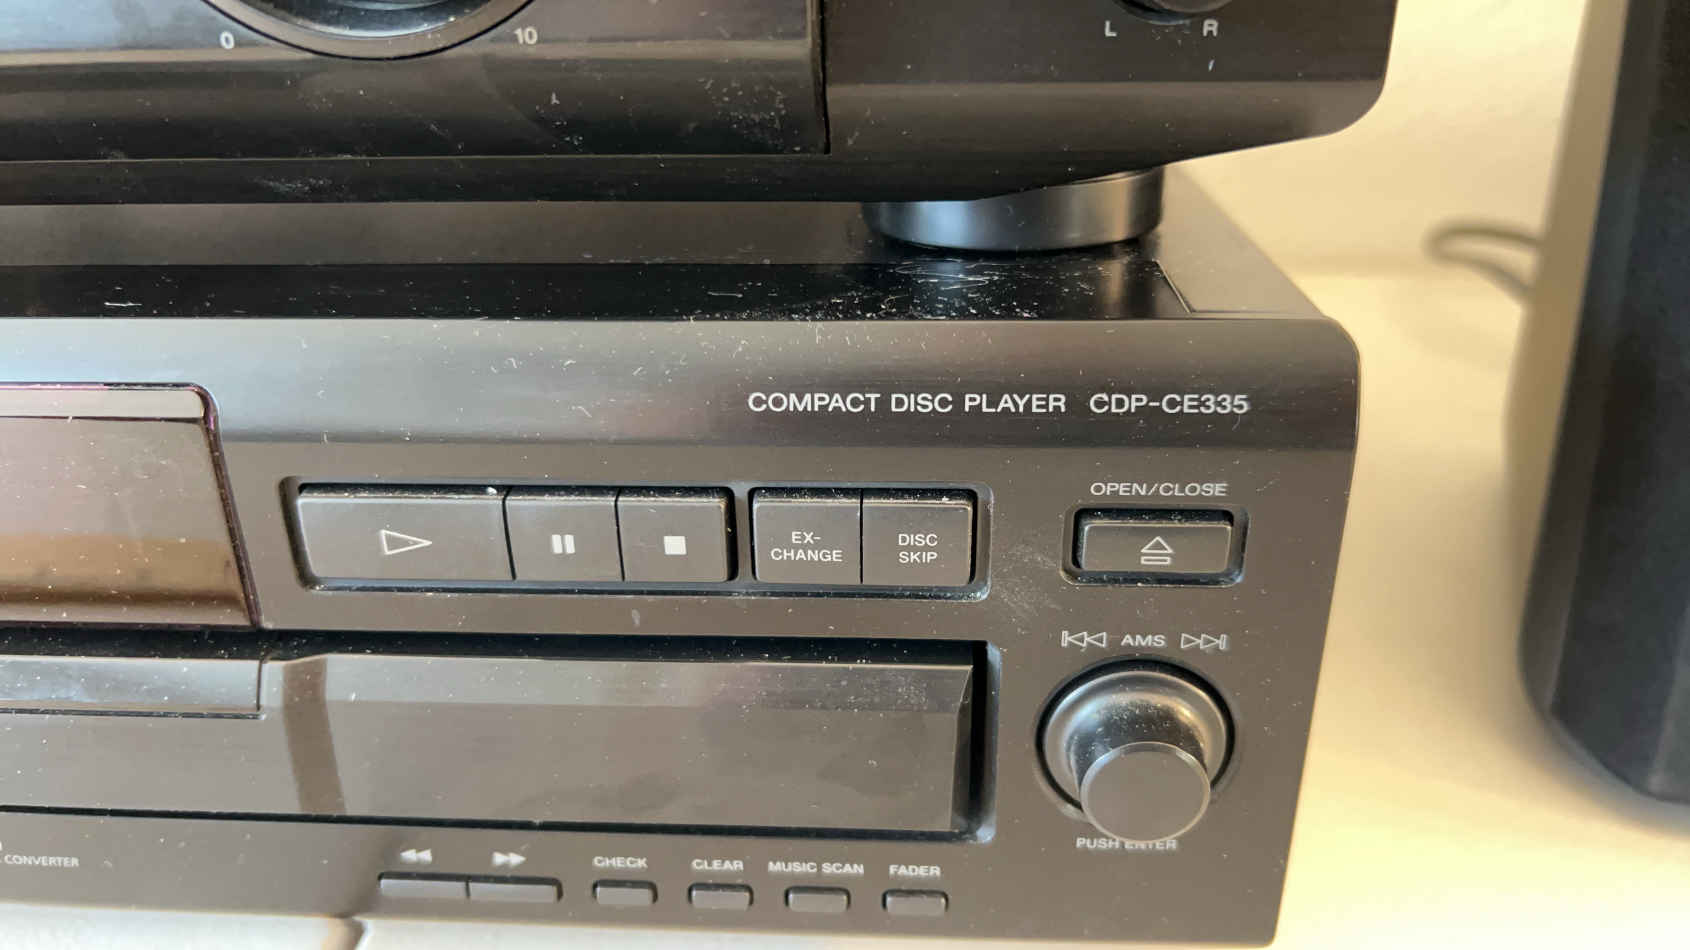 0 10
L R
COMPACT DISC PLAYER CDP-CE335
OPEN/CLOSE
EX-
CHANGE
DISC
SKIP
AMS
PUSH ENTER
CONVERTER
CHECK CLEAR MUSIC SCAN FADER